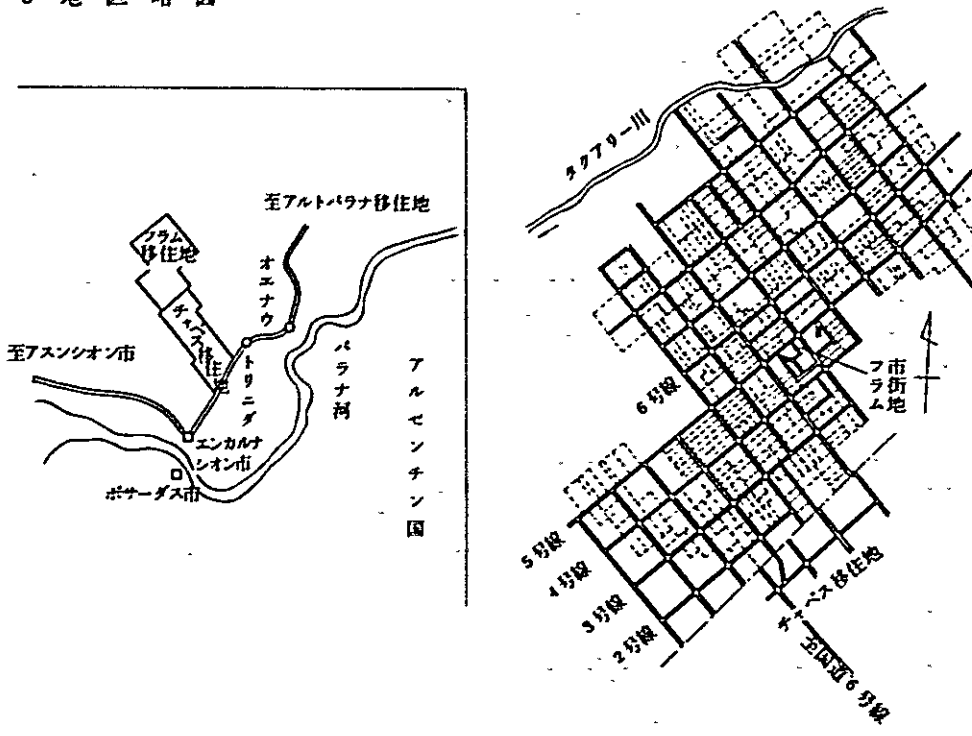 至アルトパラナ移住地
フラム
移住地
オエナウ
チャベス移住地
至アスンシオン市
トリニダ
パラナ河
アルゼンチン国
エンカルナ
シオン市
ポサーダス市
タクアリー川
市街地
フラム
6号線
5号線
4号線
3号線
2号線
チャベス移住地
至国道6号線